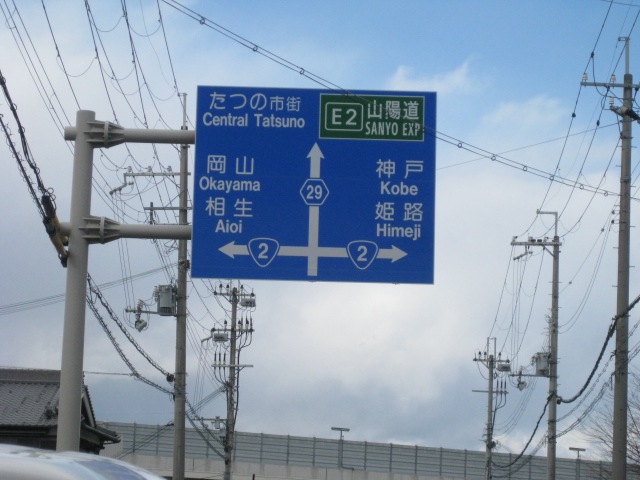 たつの市街
Central Tatsuno
E2 山陽道
SANYO EXP
岡山
Okayama
相生
Aioi
29
神戸
Kobe
姫路
Himeji
2
2